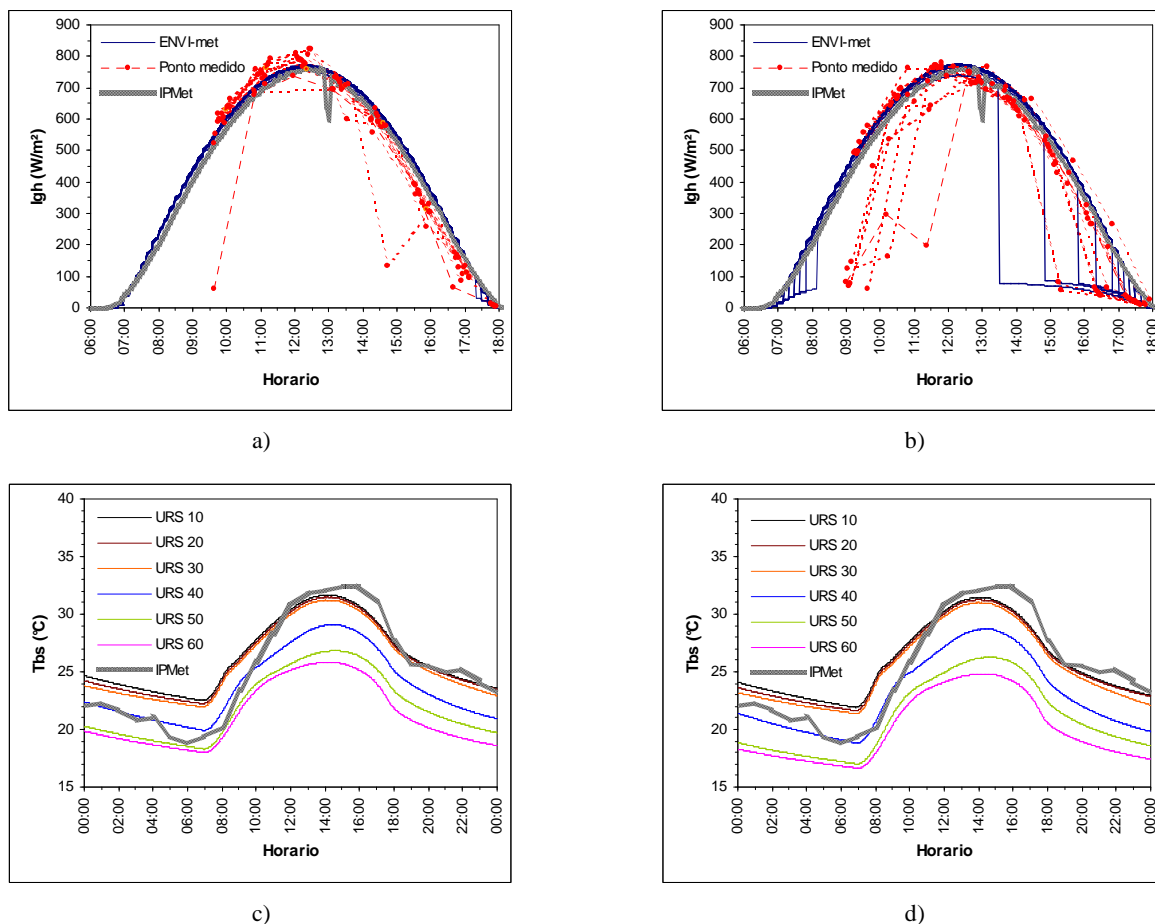 900
800
700
600
500
400
300
200
100
0
Igh (W/m²)
ENVI-met
Ponto medido
IPMet
06:00 07:00 08:00 09:00 10:00 11:00 12:00 13:00 14:00 15:00 16:00 17:00 18:00
Horario
a)
900
800
700
600
500
400
300
200
100
0
Igh (W/m²)
ENVI-met
Ponto medido
IPMet
06:00 07:00 08:00 09:00 10:00 11:00 12:00 13:00 14:00 15:00 16:00 17:00 18:00
Horario
b)
40
35
30
25
20
15
Tbs (°C)
URS 10
URS 20
URS 30
URS 40
URS 50
URS 60
IPMet
00:00 02:00 04:00 06:00 08:00 10:00 12:00 14:00 16:00 18:00 20:00 22:00 00:00
Horario
c)
40
35
30
25
20
15
Tbs (°C)
URS 10
URS 20
URS 30
URS 40
URS 50
URS 60
IPMet
00:00 02:00 04:00 06:00 08:00 10:00 12:00 14:00 16:00 18:00 20:00 22:00 00:00
Horario
d)